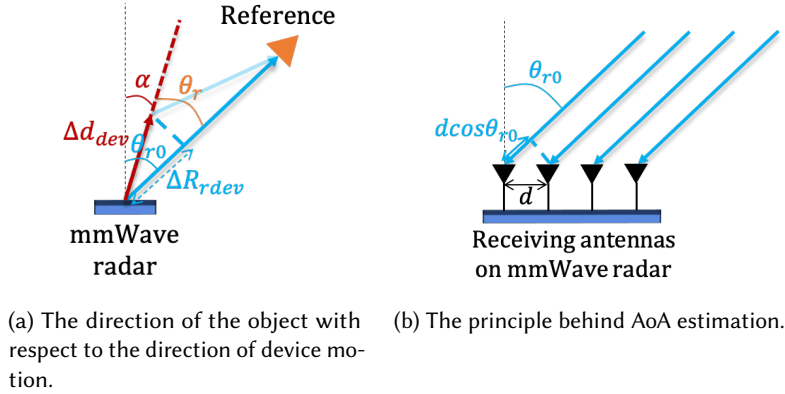 Reference
α
θr
Δddev
θr0
ΔRrdev
mmWave
radar
(a) The direction of the object with
respect to the direction of device mo-
tion.
θr0
dcosθr0
d
Receiving antennas
on mmWave radar
(b) The principle behind AoA estimation.